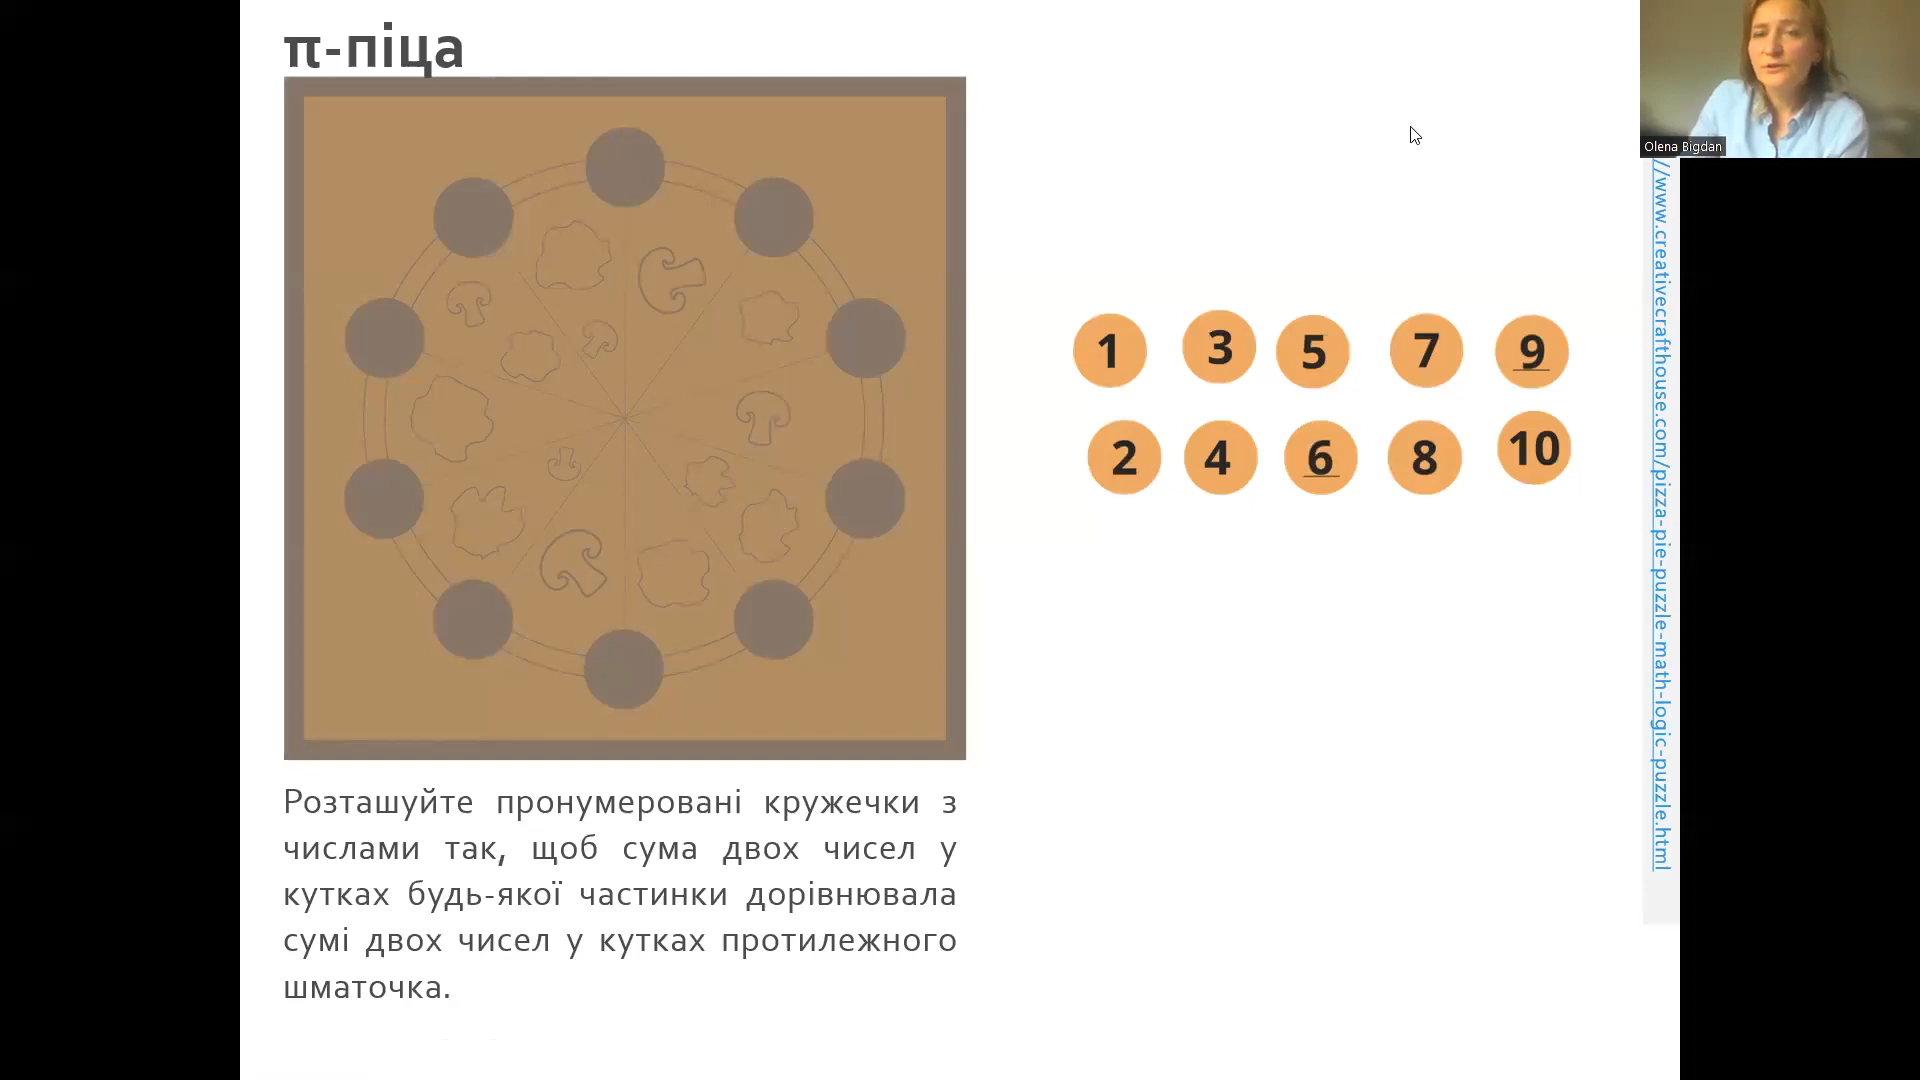 π-піца
1 3 5 7 9
2 4 6 8 10
Розташуйте пронумеровані кружечки з
числами так, щоб сума двох чисел у
кутках будь-якої частинки дорівнювала
сумі двох чисел у кутках протилежного
шматочка.
Olena Bigdan
//www.creativecrafthouse.com/pizza-pie-puzzle-math-logic-puzzle.html